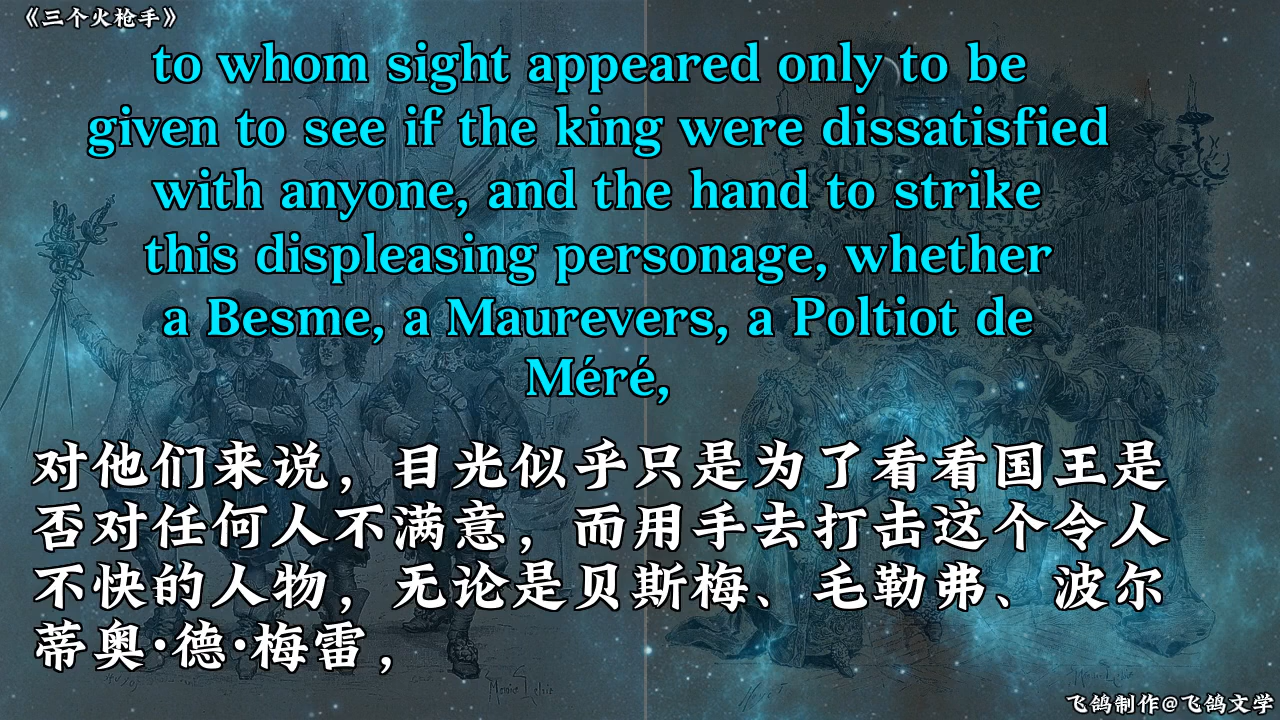 《三个火枪手》
to whom sight appeared only to be
given to see if the king were dissatisfied
with anyone, and the hand to strike
this displeasing personage, whether
a Besme, a Maurevers, a Poltiot de
Méré,
对他们来说，目光似乎只是为了看看国王是
否对任何人不满意，而用手去打击这个令人
不快的人物，无论是贝斯梅、毛勒弗、波尔
蒂奥·德·梅雷，
飞鸽制作@飞鸽文学